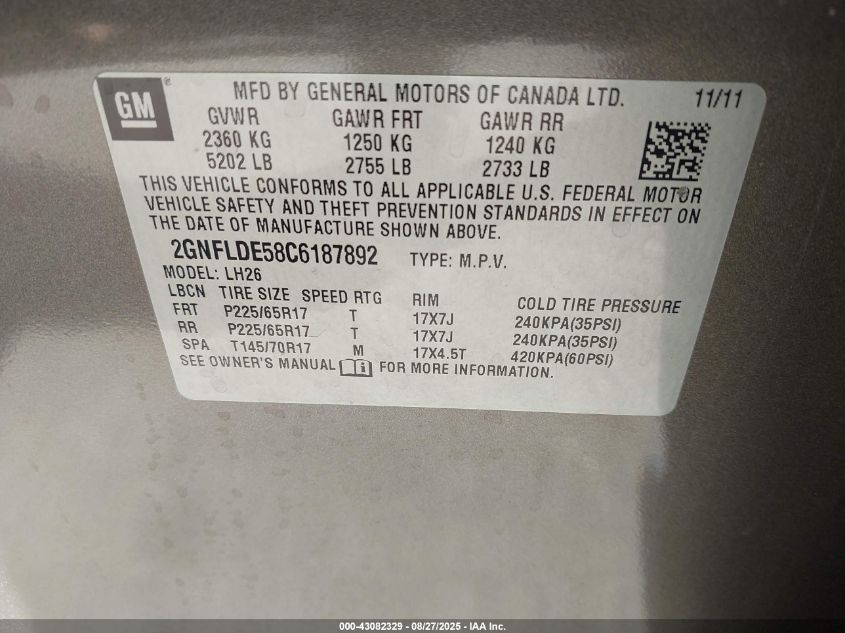 GM ®
MFD BY GENERAL MOTORS OF CANADA LTD. 11/11
GVWR GAWR FRT GAWR RR
2360 KG 1250 KG 1240 KG
5202 LB 2755 LB 2733 LB
THIS VEHICLE CONFORMS TO ALL APPLICABLE U.S. FEDERAL MOTOR
VEHICLE SAFETY AND THEFT PREVENTION STANDARDS IN EFFECT ON
THE DATE OF MANUFACTURE SHOWN ABOVE.
2GNFLDE58C6187892 TYPE: M.P.V.
MODEL: LH26
LBCN TIRE SIZE SPEED RTG RIM COLD TIRE PRESSURE
FRT P225/65R17 T 17X7J 240KPA(35PSI)
RR P225/65R17 T 17X7J 240KPA(35PSI)
SPA T145/70R17 M 17X4.5T 420KPA(60PSI)
SEE OWNER'S MANUAL FOR MORE INFORMATION.
000-43082329 - 08/27/2025 - IAA Inc.